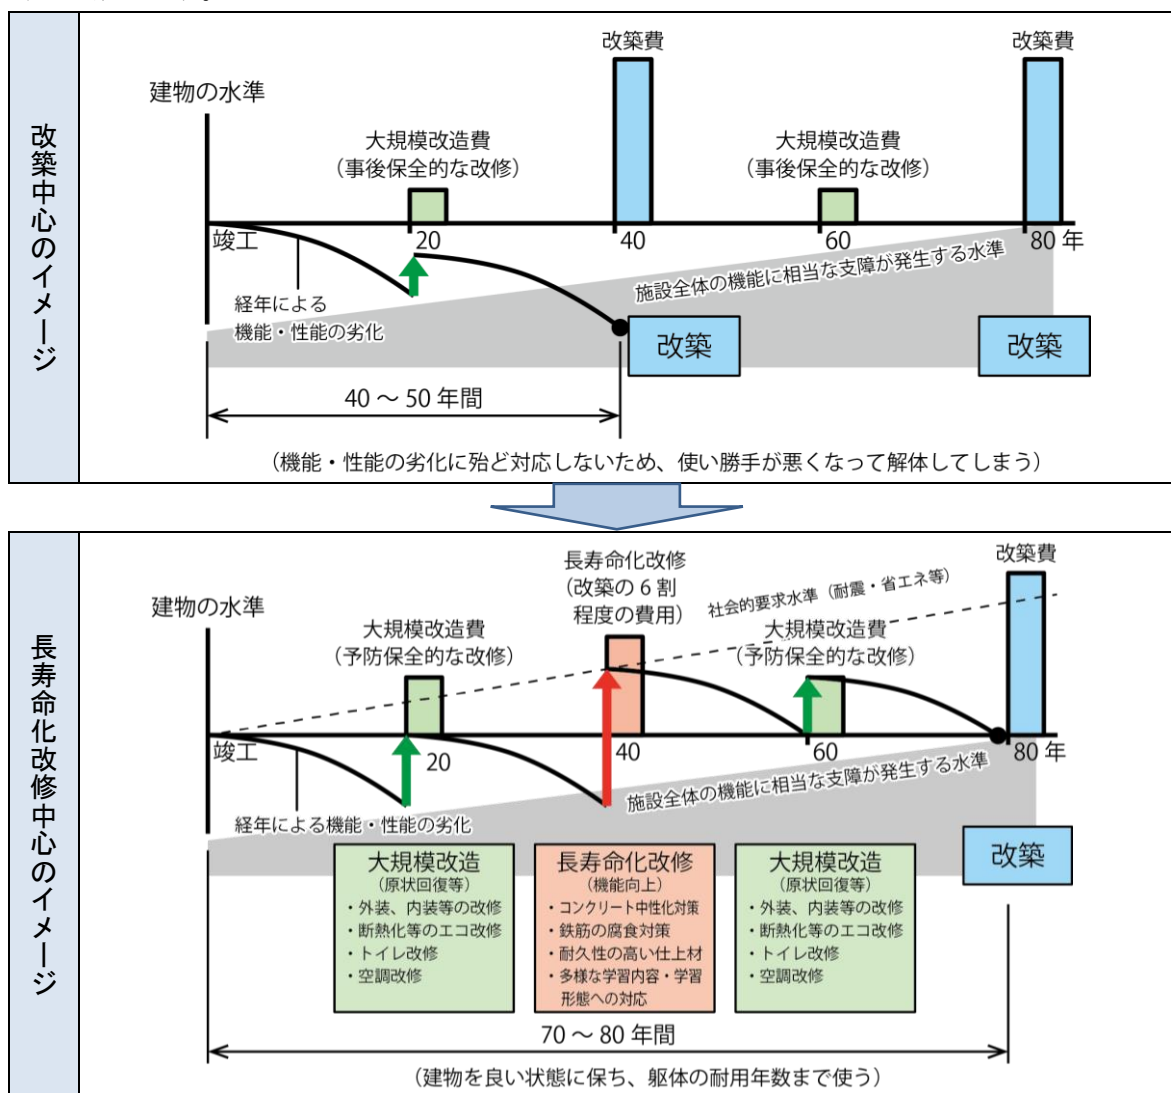 改築中心のイメージ
建物の水準
改築費
改築費
大規模改造費
(事後保全的な改修)
大規模改造費
(事後保全的な改修)
竣工
20
40
60
80 年
経年による
機能・性能の劣化
施設全体の機能に相当な支障が発生する水準
改築
改築
40 〜 50 年間
(機能・性能の劣化に殆ど対応しないため、使い勝手が悪くなって解体してしまう)
長寿命化改修中心のイメージ
建物の水準
長寿命化改修
(改築の 6 割
程度の費用)
改築費
社会的要求水準(耐震・省エネ等)
大規模改造費
(予防保全的な改修)
大規模改造費
(予防保全的な改修)
竣工
20
40
60
80 年
経年による機能・性能の劣化
施設全体の機能に相当な支障が発生する水準
大規模改造
(原状回復等)
・外装、内装等の改修
・断熱化等のエコ改修
・トイレ改修
・空調改修
長寿命化改修
(機能向上)
・コンクリート中性化対策
・鉄筋の腐食対策
・耐久性の高い仕上材
・多様な学習内容・学習
形態への対応
大規模改造
(原状回復等)
・外装、内装等の改修
・断熱化等のエコ改修
・トイレ改修
・空調改修
改築
70 〜 80 年間
(建物を良い状態に保ち、躯体の耐用年数まで使う)